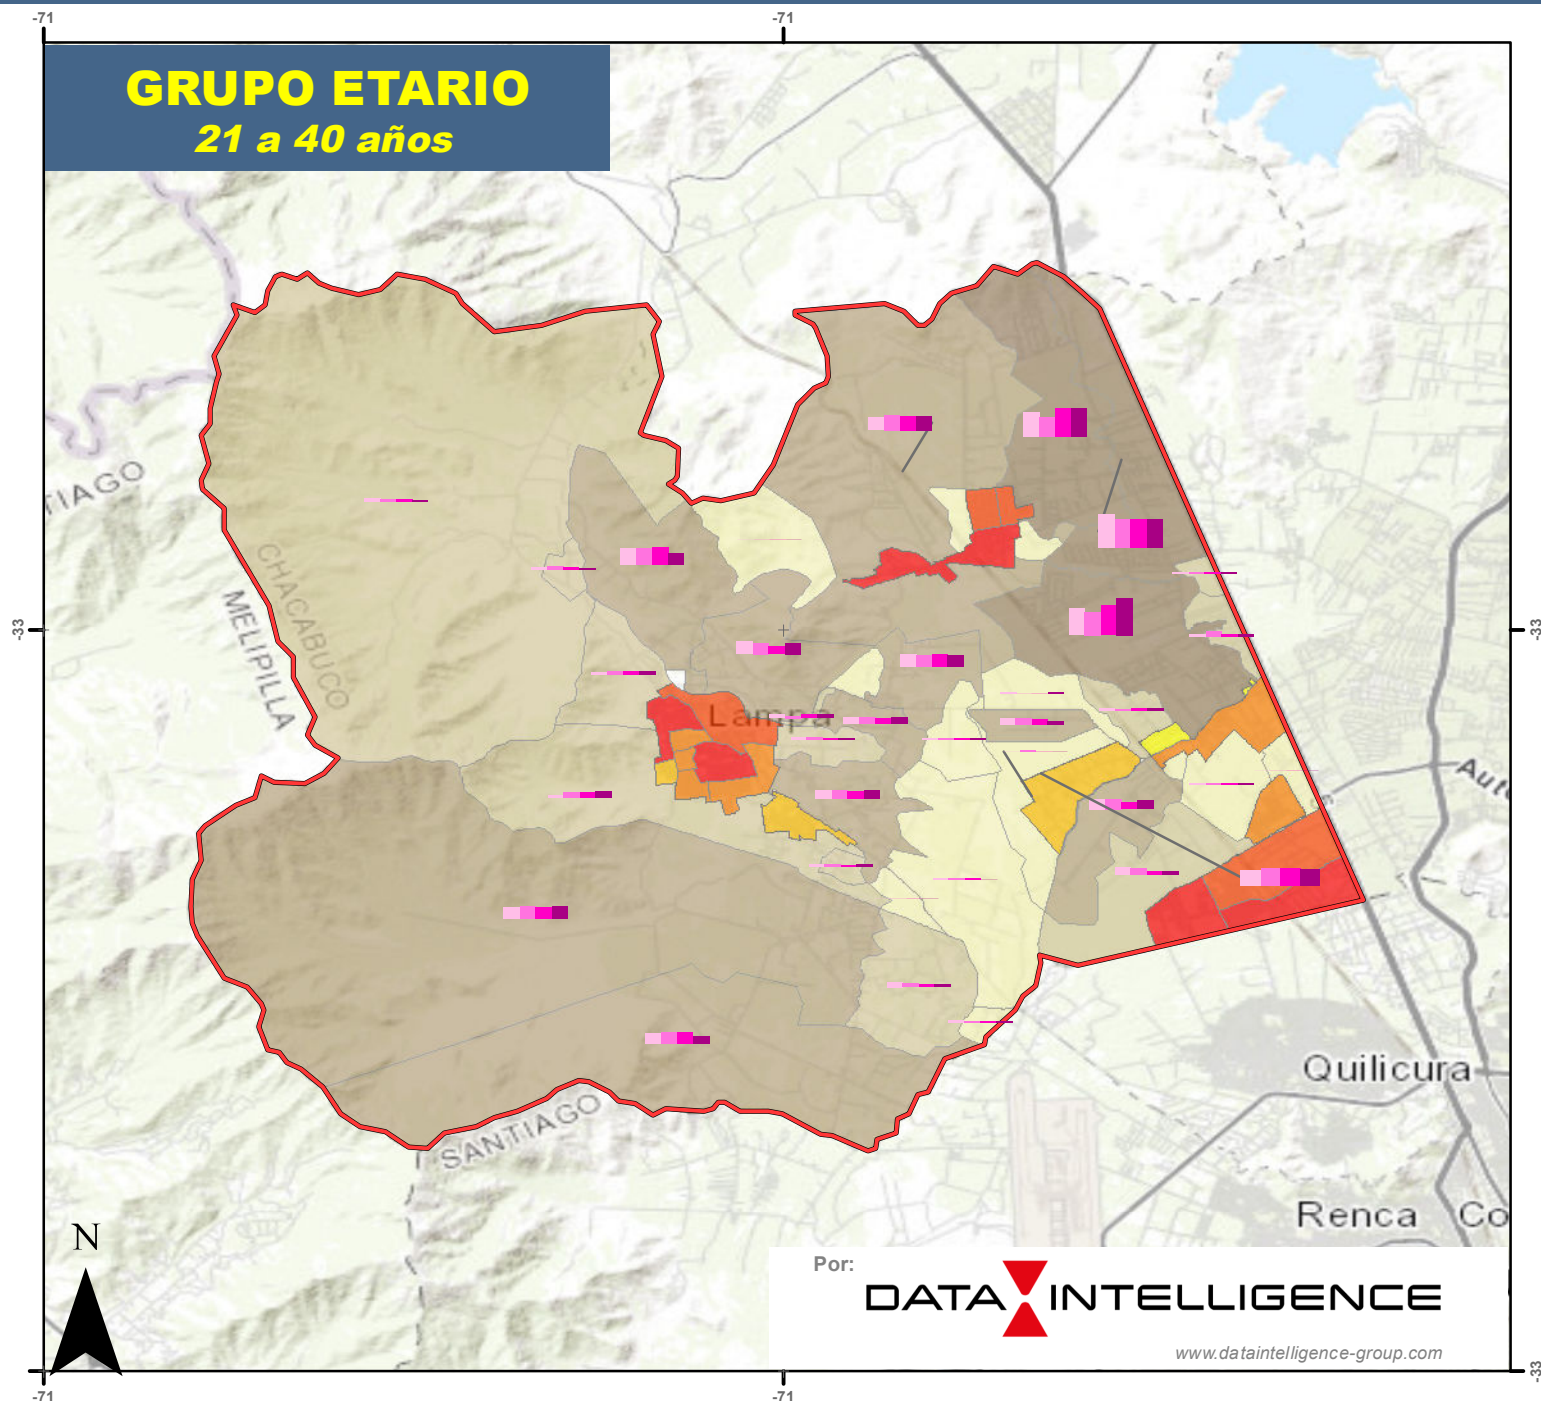 -71
-71
GRUPO ETARIO
21 a 40 años
TIAGO
CHACABUCO
MELIPILLA
-33
-33
Lampa
Auto
Quilicura
SANTIAGO
Renca
Co
N
Por:
DATA INTELLIGENCE
www.dataintelligence-group.com
-33
-71
-71